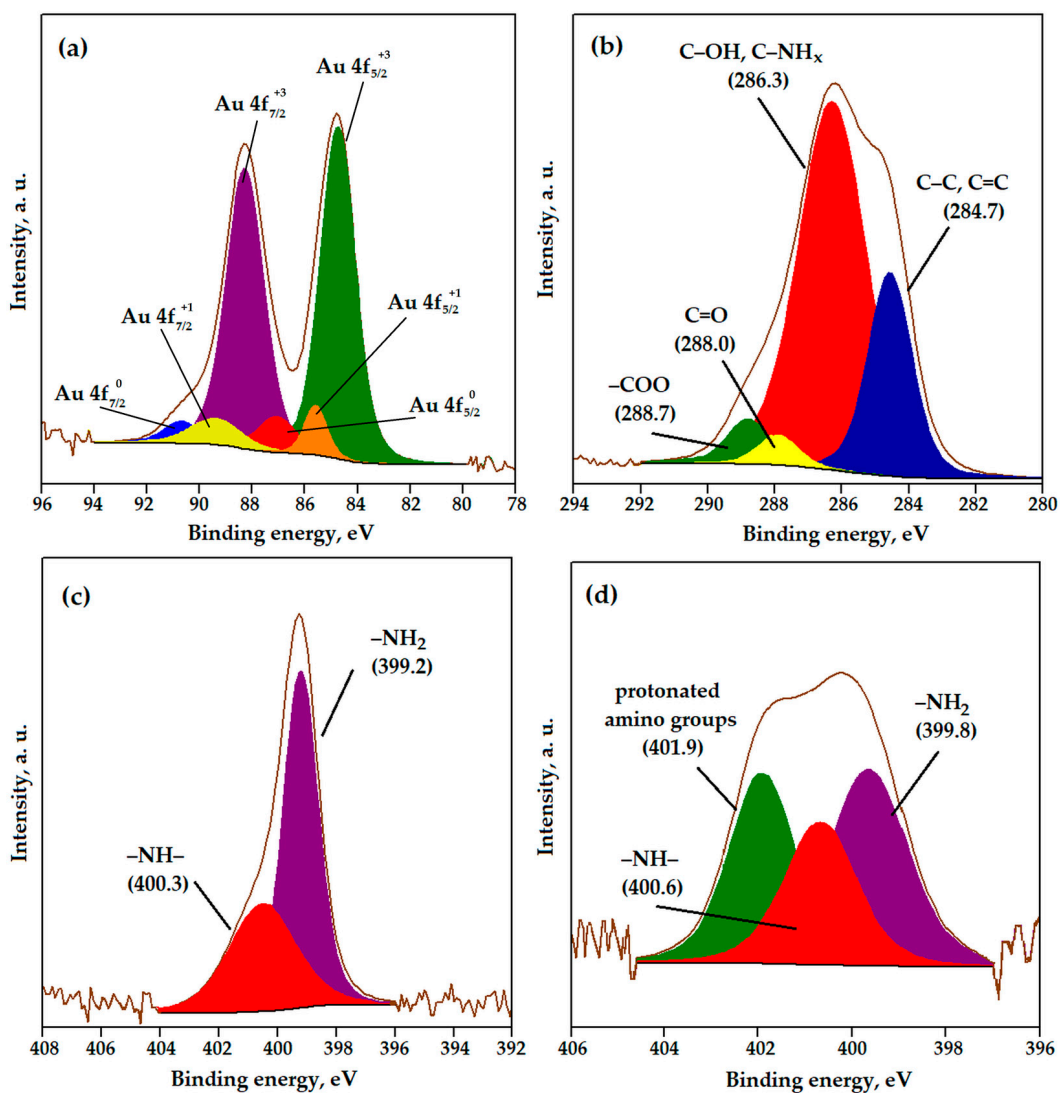 (a)
Au 4f₅/₂⁺³
Au 4f₇/₂⁺³
Au 4f₇/₂⁺¹
Au 4f₅/₂⁺¹
Au 4f₇/₂⁰
Au 4f₅/₂⁰
Intensity, a. u.
96 94 92 90 88 86 84 82 80 78
Binding energy, eV
(b)
C–OH, C–NHₓ
(286.3)
C–C, C=C
(284.7)
C=O
(288.0)
–COO
(288.7)
Intensity, a. u.
294 292 290 288 286 284 282 280
Binding energy, eV
(c)
–NH₂
(399.2)
–NH–
(400.3)
Intensity, a. u.
408 406 404 402 400 398 396 394 392
Binding energy, eV
(d)
protonated
amino groups
(401.9)
–NH₂
(399.8)
–NH–
(400.6)
Intensity, a. u.
406 404 402 400 398 396
Binding energy, eV